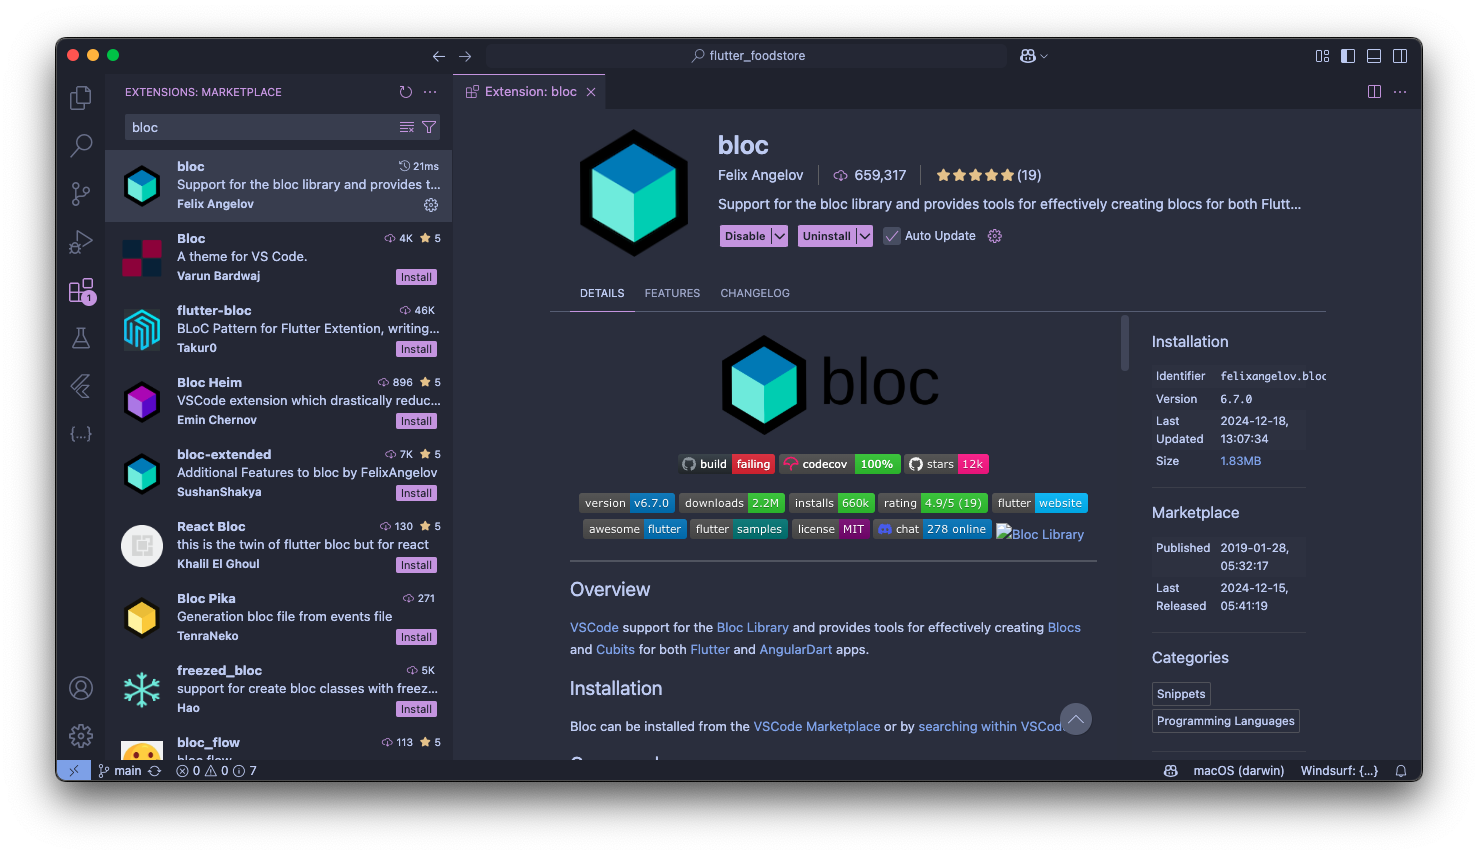 flutter_foodstore
EXTENSIONS: MARKETPLACE
bloc
bloc
21ms
Support for the bloc library and provides t...
Felix Angelov
Bloc
4K
5
A theme for VS Code.
Varun Bardwaj
Install
flutter-bloc
46K
BLoC Pattern for Flutter Extention, writing...
Takur0
Install
Bloc Heim
896
5
VSCode extension which drastically reduc...
Emin Chernov
Install
bloc-extended
7K
5
Additional Features to bloc by FelixAngelov
SushanShakya
Install
React Bloc
130
5
this is the twin of flutter bloc but for react
Khalil El Ghoul
Install
Bloc Pika
271
Generation bloc file from events file
TenraNeko
Install
freezed_bloc
5K
support for create bloc classes with freez...
Hao
Install
bloc_flow
113
5
bloc flow
1
Extension: bloc
bloc
Felix Angelov
659,317
(19)
Support for the bloc library and provides tools for effectively creating blocs for both Flutt...
Disable
Uninstall
Auto Update
DETAILS
FEATURES
CHANGELOG
bloc
build failing
codecov 100%
stars 12k
version v6.7.0
downloads 2.2M
installs 660k
rating 4.9/5 (19)
flutter website
awesome flutter
flutter samples
license MIT
chat 278 online
Bloc Library
Overview
VSCode support for the Bloc Library and provides tools for effectively creating Blocs
and Cubits for both Flutter and AngularDart apps.
Installation
Bloc can be installed from the VSCode Marketplace or by searching within VSCod
Installation
Identifier felixangelov.bloc
Version 6.7.0
Last Updated 2024-12-18, 13:07:34
Size 1.83MB
Marketplace
Published 2019-01-28, 05:32:17
Last Released 2024-12-15, 05:41:19
Categories
Snippets
Programming Languages
main
0
0
7
macOS (darwin)
Windsurf: {...}